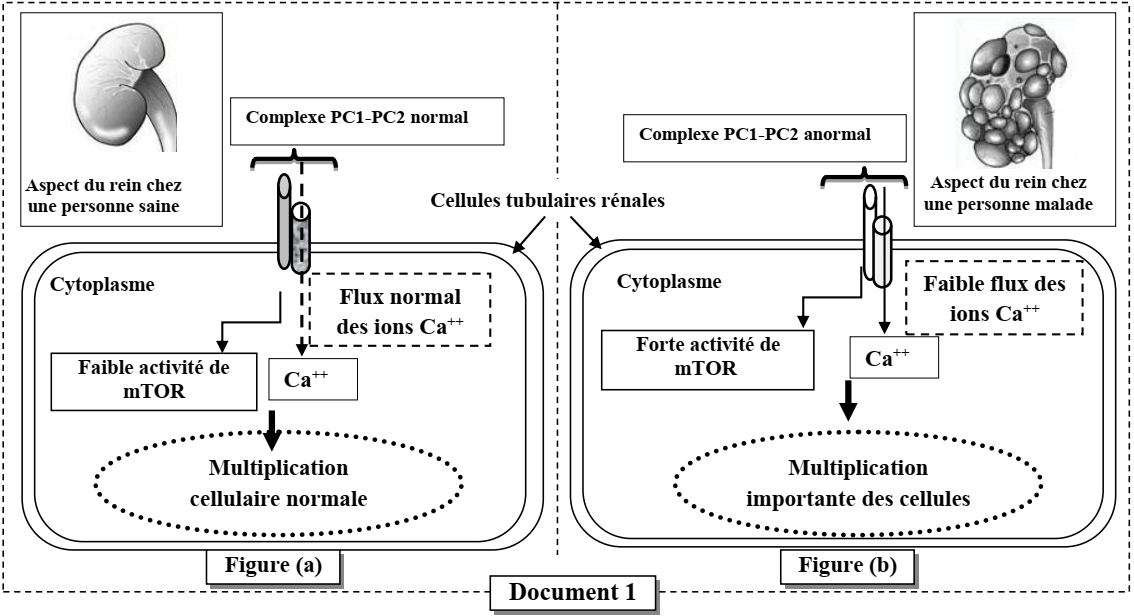 Aspect du rein chez
une personne saine
Complexe PC1-PC2 normal
Cytoplasme
Flux normal
des ions Ca++
Faible activité de
mTOR
Ca++
Multiplication
cellulaire normale
Figure (a)
Cellules tubulaires rénales
Complexe PC1-PC2 anormal
Aspect du rein chez
une personne malade
Cytoplasme
Faible flux des
ions Ca++
Forte activité de
mTOR
Ca++
Multiplication
importante des cellules
Figure (b)
Document 1